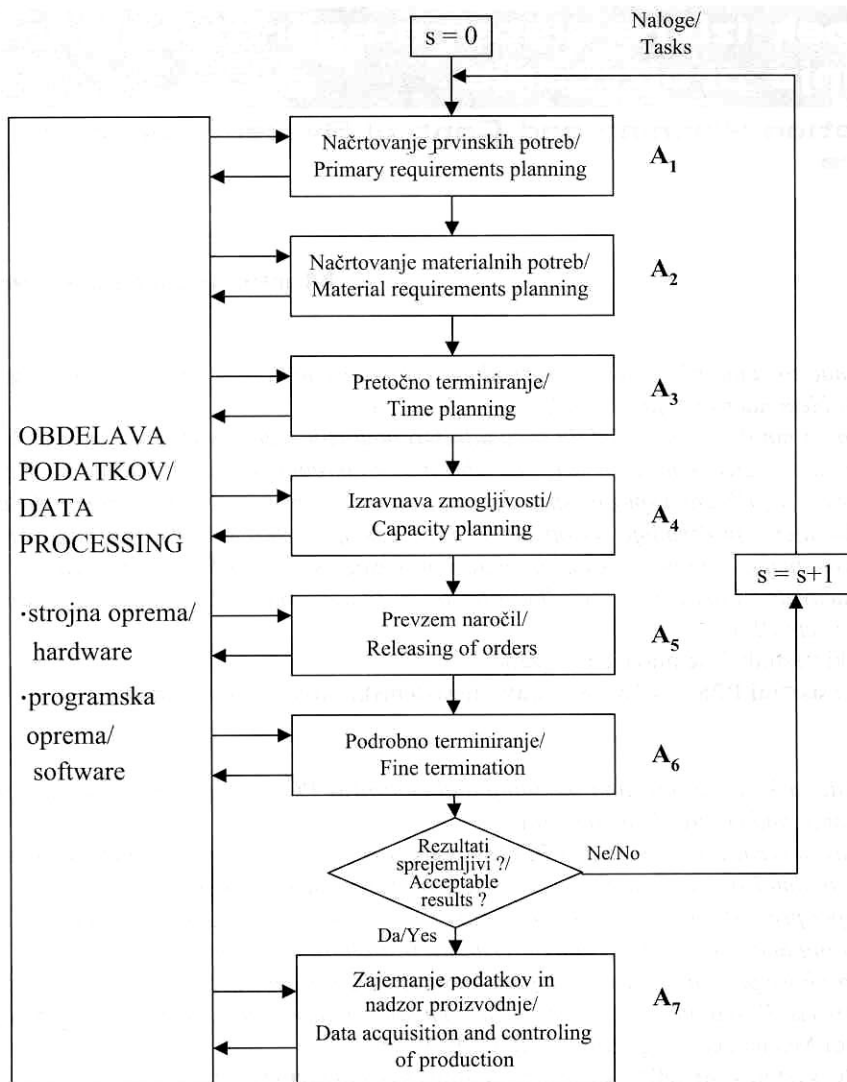 s = 0
Naloge/
Tasks
Načrtovanje prvinskih potreb/
Primary requirements planning
A1
Načrtovanje materialnih potreb/
Material requirements planning
A2
Pretočno terminiranje/
Time planning
A3
OBDELAVA
PODATKOV/
DATA
PROCESSING
·strojna oprema/
hardware
·programska
oprema/
software
Izravnava zmogljivosti/
Capacity planning
A4
s = s+1
Prevzem naročil/
Releasing of orders
A5
Podrobno terminiranje/
Fine termination
A6
Rezultati
sprejemljivi ?/
Acceptable
results ?
Ne/No
Da/Yes
Zajemanje podatkov in
nadzor proizvodnje/
Data acquisition and controling
of production
A7